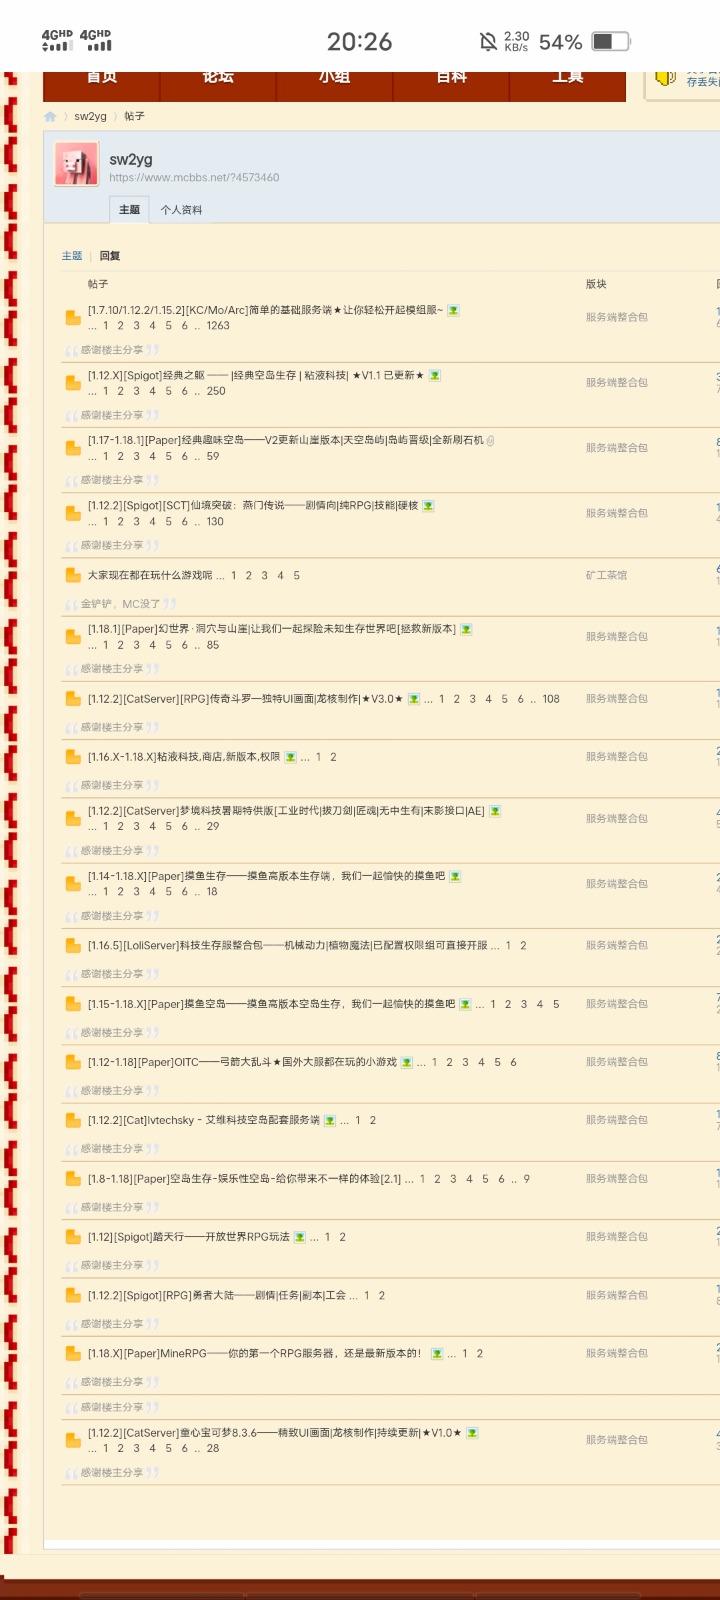 4GHD 4GHD 20:26 2.30 KB/s 54%
首页 论坛 小组 百科 工具
存丢失
sw2yg 帖子
sw2yg
https://www.mcbbs.net/?4573460
主题 个人资料
主题 | 回复
帖子 版块
[1.7.10/1.12.2/1.15.2][KC/Mo/Arc]简单的基础服务端★让你轻松开起模组服~ 服务端整合包
... 1 2 3 4 5 6 .. 1263
感谢楼主分享
[1.12.X][Spigot]经典之躯 —— |经典空岛生存 | 粘液科技| ★V1.1 已更新★ 服务端整合包
... 1 2 3 4 5 6 .. 250
感谢楼主分享
[1.17-1.18.1][Paper]经典趣味空岛——V2更新山崖版本|天空岛屿|岛屿晋级|全新刷石机 服务端整合包
... 1 2 3 4 5 6 .. 59
感谢楼主分享
[1.12.2][Spigot][SCT]仙境突破：燕门传说——剧情向|纯RPG|技能|硬核 服务端整合包
... 1 2 3 4 5 6 .. 130
感谢楼主分享
大家现在都在玩什么游戏呢 ... 1 2 3 4 5 矿工茶馆
金铲铲，MC没了
[1.18.1][Paper]幻世界·洞穴与山崖|让我们一起探险未知生存世界吧[拯救新版本] 服务端整合包
... 1 2 3 4 5 6 .. 85
感谢楼主分享
[1.12.2][CatServer][RPG]传奇斗罗—独特UI画面|龙核制作|★V3.0★ ... 1 2 3 4 5 6 .. 108 服务端整合包
感谢楼主分享
[1.16.X-1.18.X]粘液科技,商店,新版本,权限 ... 1 2 服务端整合包
感谢楼主分享
[1.12.2][CatServer]梦境科技暑期特供版[工业时代|拔刀剑|匠魂|无中生有|末影接口|AE] 服务端整合包
... 1 2 3 4 5 6 .. 29
感谢楼主分享
[1.14-1.18.X][Paper]摸鱼生存——摸鱼高版本生存端，我们一起愉快的摸鱼吧 服务端整合包
... 1 2 3 4 5 6 .. 18
感谢楼主分享
[1.16.5][LoliServer]科技生存服整合包——机械动力|植物魔法|已配置权限组可直接开服 ... 1 2 服务端整合包
感谢楼主分享
[1.15-1.18.X][Paper]摸鱼空岛——摸鱼高版本空岛生存，我们一起愉快的摸鱼吧 ... 1 2 3 4 5 服务端整合包
感谢楼主分享
[1.12-1.18][Paper]OITC——弓箭大乱斗★国外大服都在玩的小游戏 ... 1 2 3 4 5 6 服务端整合包
感谢楼主分享
[1.12.2][Cat]Ivtechsky - 艾维科技空岛配套服务端 ... 1 2 服务端整合包
感谢楼主分享
[1.8-1.18][Paper]空岛生存-娱乐性空岛-给你带来不一样的体验[2.1] ... 1 2 3 4 5 6 .. 9 服务端整合包
感谢楼主分享
[1.12][Spigot]踏天行——开放世界RPG玩法 ... 1 2 服务端整合包
感谢楼主分享
[1.12.2][Spigot][RPG]勇者大陆——剧情|任务|副本|工会 ... 1 2 服务端整合包
感谢楼主分享
[1.18.X][Paper]MineRPG——你的第一个RPG服务器，还是最新版本的！ ... 1 2 服务端整合包
感谢楼主分享
感谢楼主分享
[1.12.2][CatServer]童心宝可梦8.3.6——精致UI画面|龙核制作|持续更新|★V1.0★ 服务端整合包
... 1 2 3 4 5 6 .. 28
感谢楼主分享